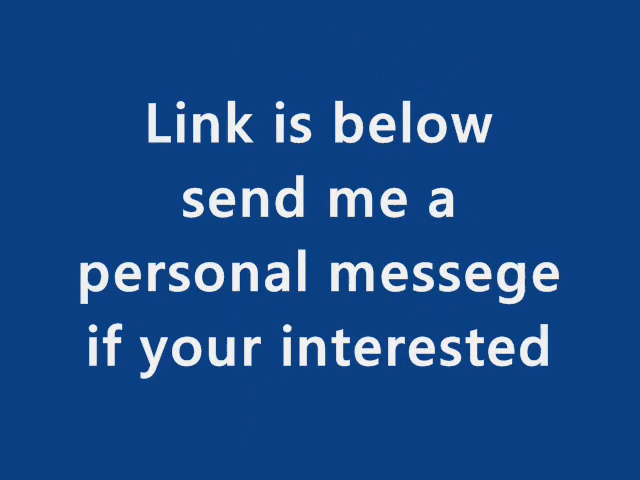 Link is below
send me a
personal messege
if your interested